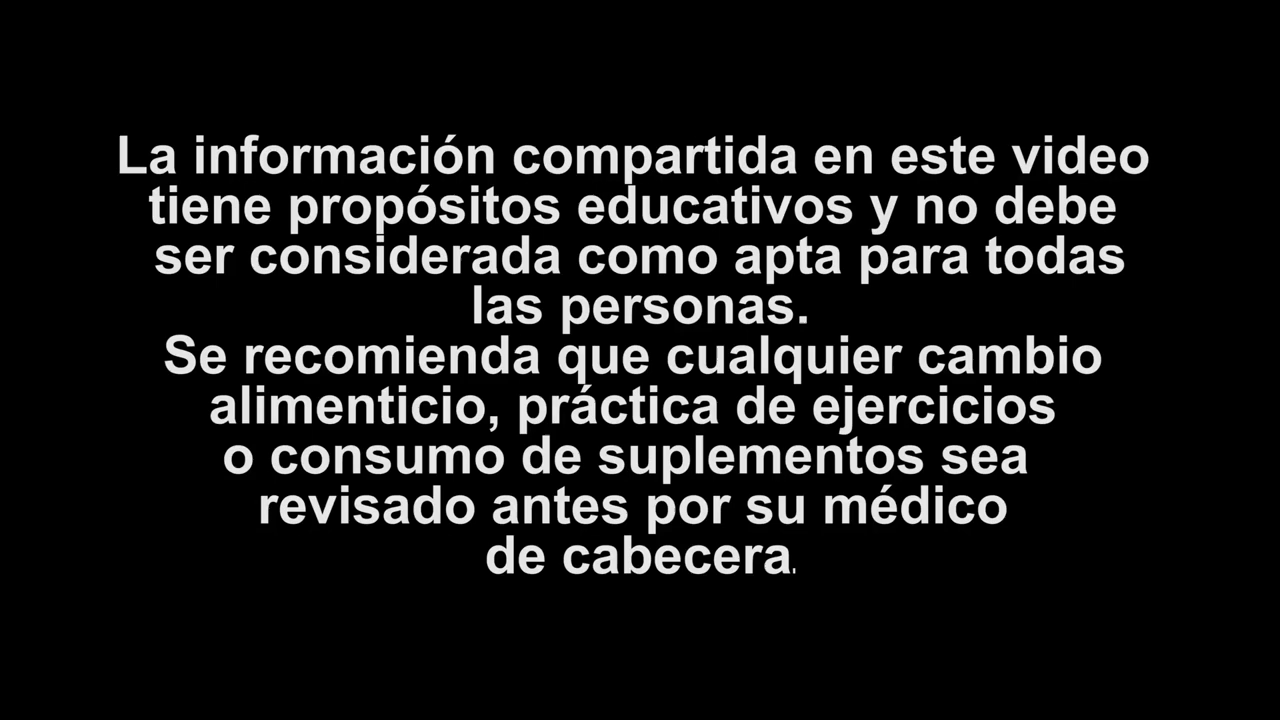 La información compartida en este video
tiene propósitos educativos y no debe
ser considerada como apta para todas
las personas.
Se recomienda que cualquier cambio
alimenticio, práctica de ejercicios
o consumo de suplementos sea
revisado antes por su médico
de cabecera.